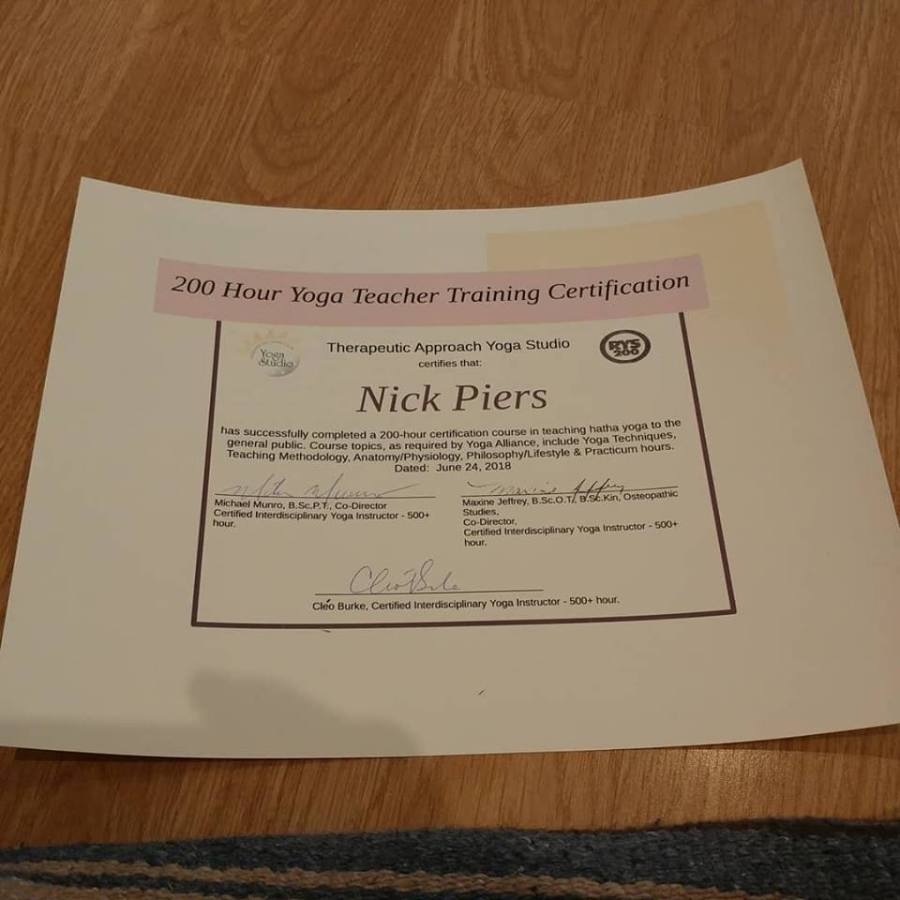 200 Hour Yoga Teacher Training Certification
Yoga
Studio
Therapeutic Approach Yoga Studio
RYS
200
certifies that:
Nick Piers
has successfully completed a 200-hour certification course in teaching hatha yoga to the
general public. Course topics, as required by Yoga Alliance, include Yoga Techniques,
Teaching Methodology, Anatomy/Physiology, Philosophy/Lifestyle & Practicum hours.
Dated: June 24, 2018
Michael Munro, B.Sc.P.T., Co-Director
Certified Interdisciplinary Yoga Instructor - 500+
hour.
Maxine Jeffrey
Maxine Jeffrey, B.Sc.O.T/, B.Sc.Kin, Osteopathic
Studies,
Co-Director,
Certified Interdisciplinary Yoga Instructor - 500+
hour.
Cleo Burke, Certified Interdisciplinary Yoga Instructor - 500+ hour.